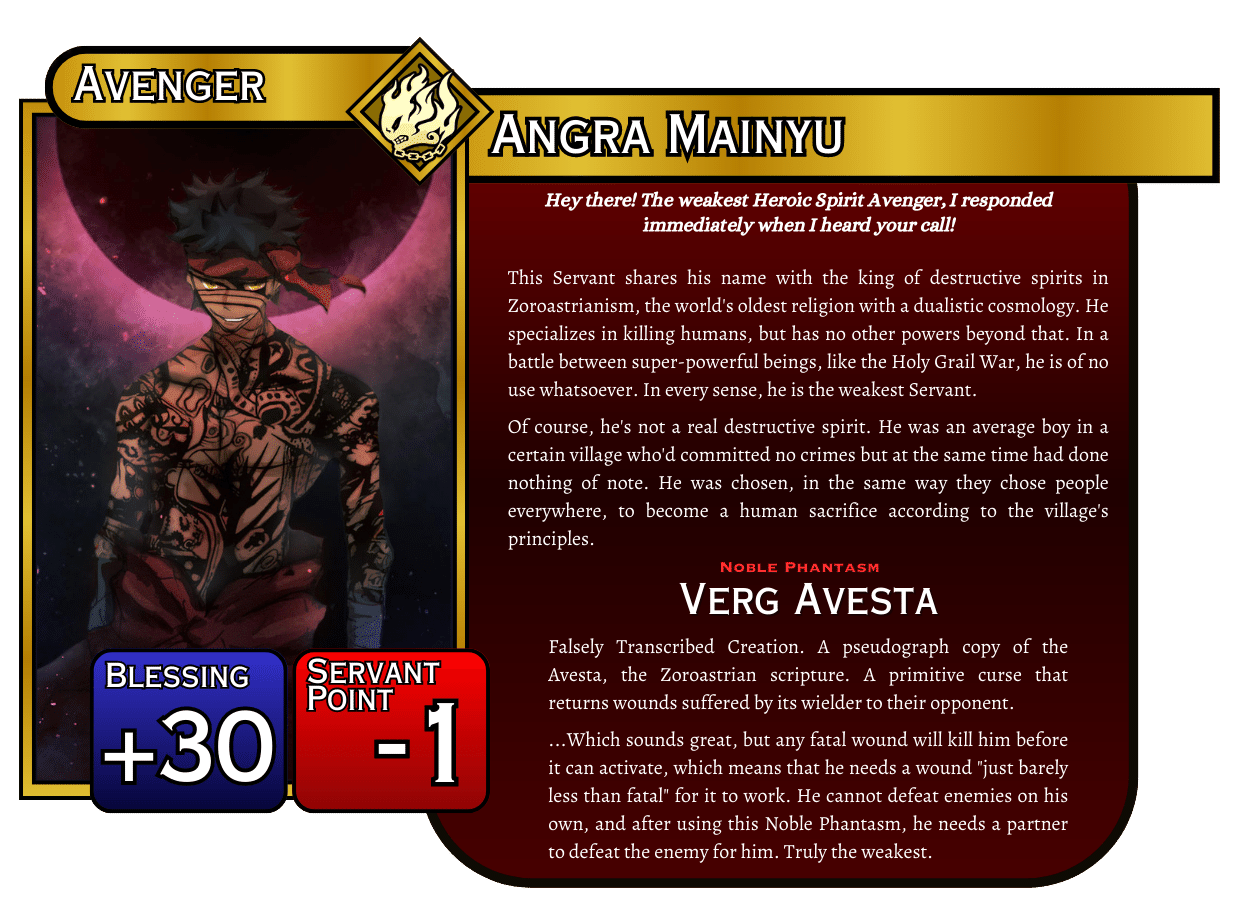 AVENGER
ANGRA MAINYU
Hey there! The weakest Heroic Spirit Avenger, I responded
immediately when I heard your call!
This Servant shares his name with the king of destructive spirits in
Zoroastrianism, the world's oldest religion with a dualistic cosmology. He
specializes in killing humans, but has no other powers beyond that. In a
battle between super-powerful beings, like the Holy Grail War, he is of no
use whatsoever. In every sense, he is the weakest Servant.
Of course, he's not a real destructive spirit. He was an average boy in a
certain village who'd committed no crimes but at the same time had done
nothing of note. He was chosen, in the same way they chose people
everywhere, to become a human sacrifice according to the village's
principles.
NOBLE PHANTASM
VERG AVESTA
Falsely Transcribed Creation. A pseudograph copy of the
Avesta, the Zoroastrian scripture. A primitive curse that
returns wounds suffered by its wielder to their opponent.
...Which sounds great, but any fatal wound will kill him before
it can activate, which means that he needs a wound "just barely
less than fatal" for it to work. He cannot defeat enemies on his
own, and after using this Noble Phantasm, he needs a partner
to defeat the enemy for him. Truly the weakest.
BLESSING
+30
SERVANT
POINT
-1